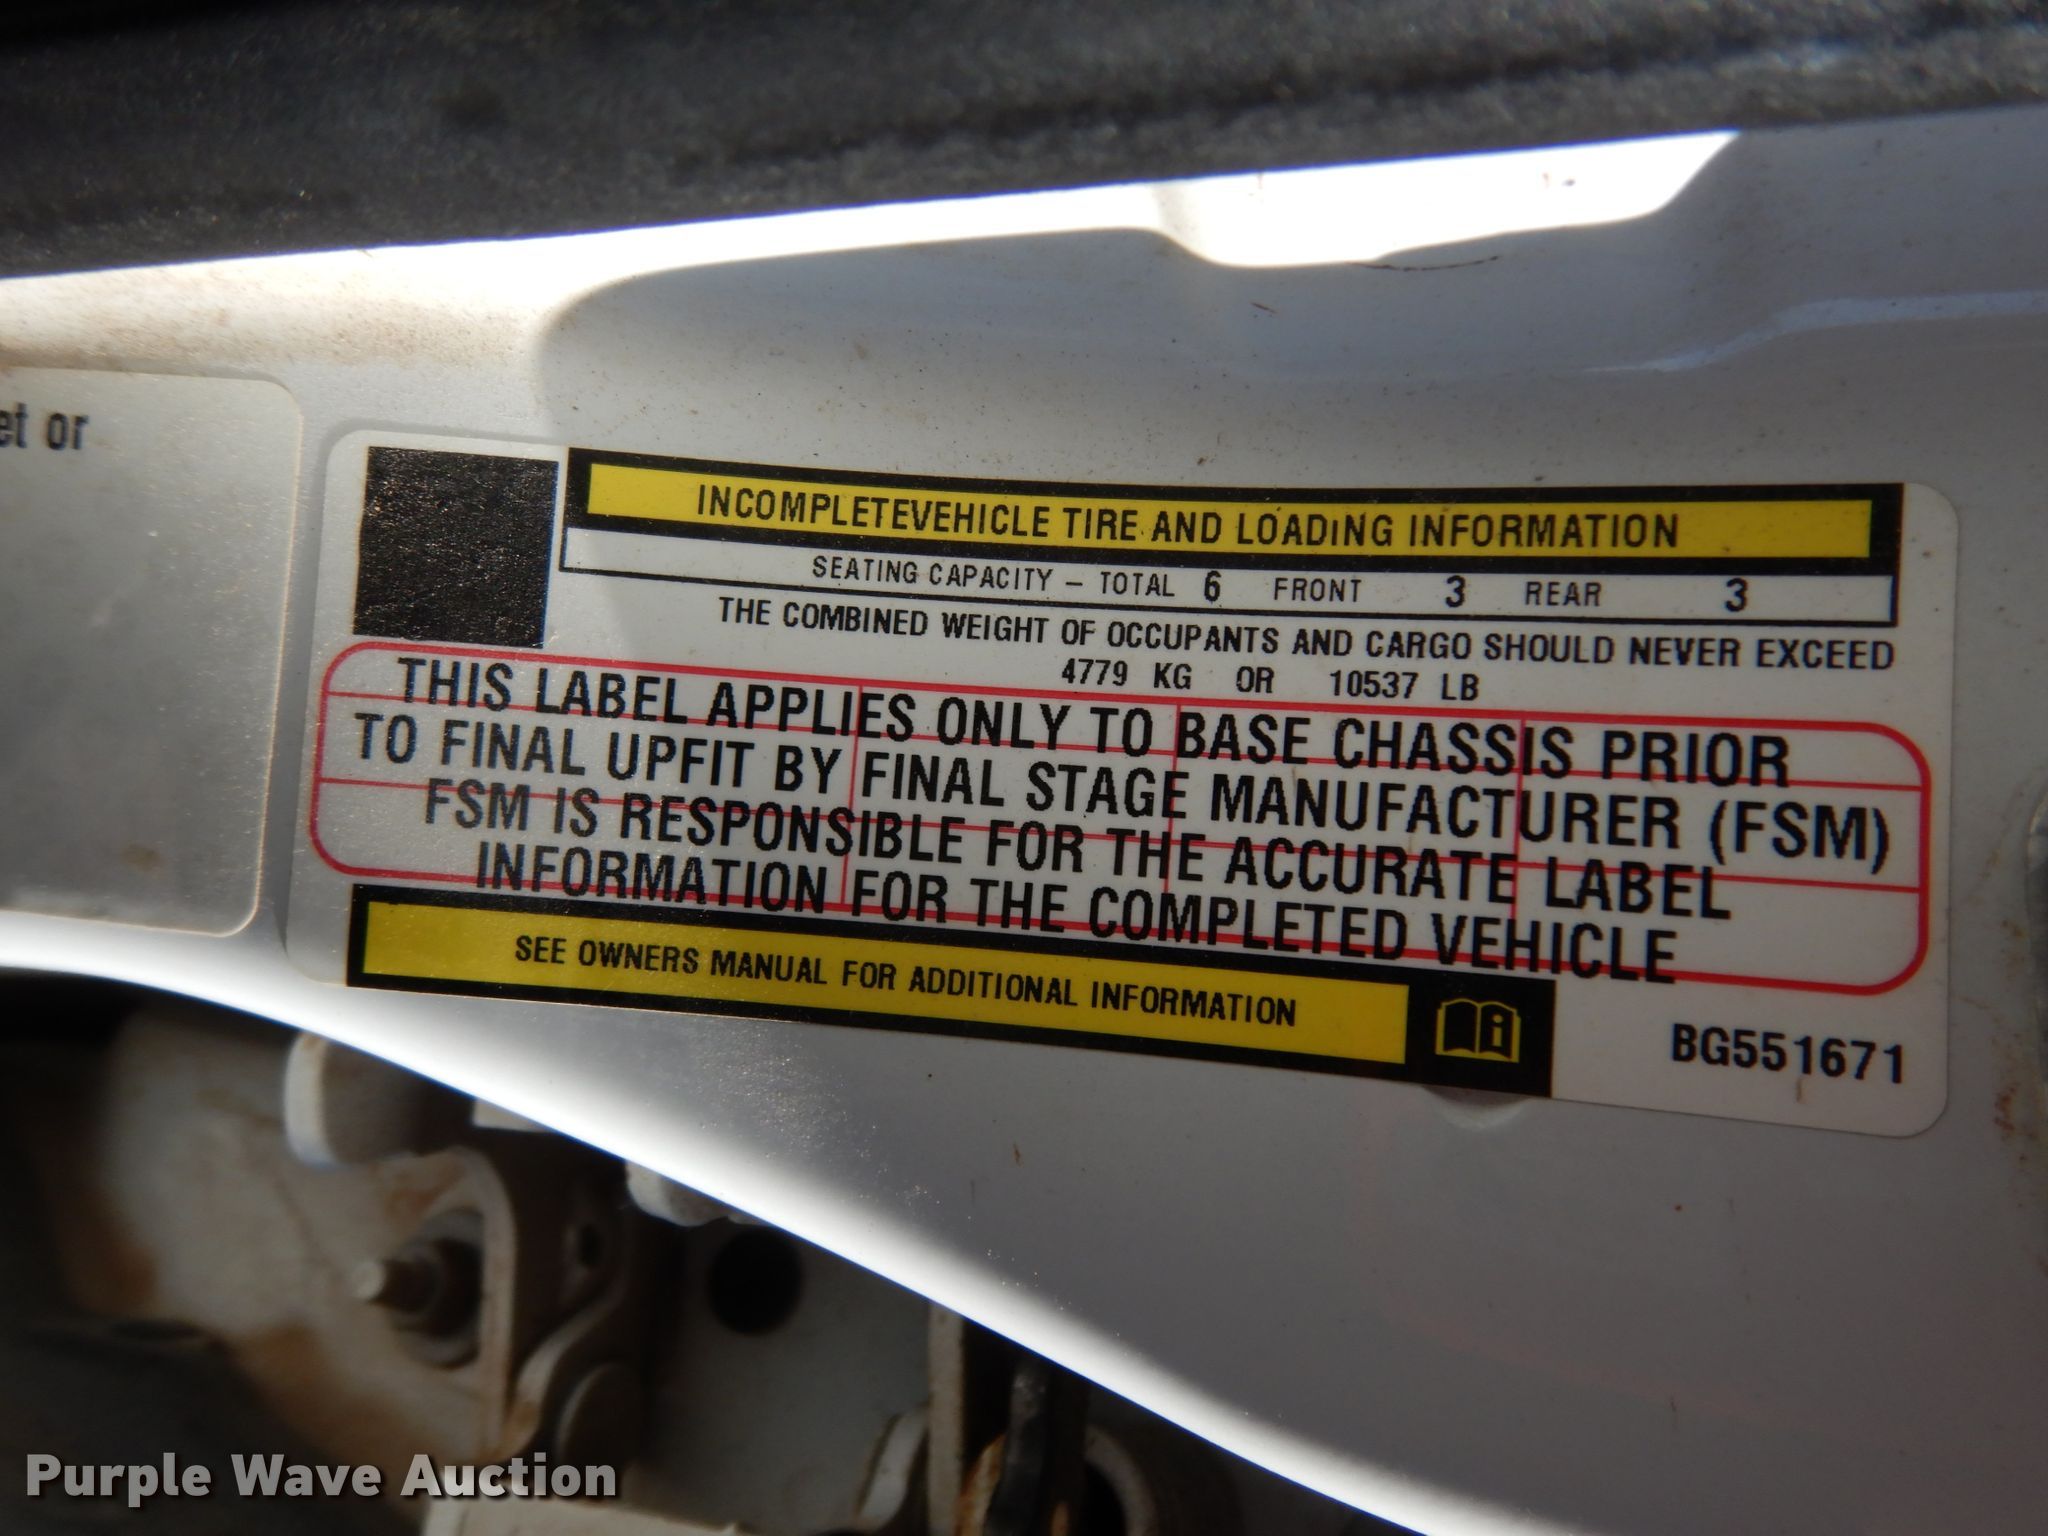 et or
INCOMPLETEVEHICLE TIRE AND LOADiNG INFORMATION
SEATING CAPACITY – TOTAL 6 FRONT 3 REAR 3
THE COMBINED WEIGHT OF OCCUPANTS AND CARGO SHOULD NEVER EXCEED
4779 KG OR 10537 LB
THIS LABEL APPLIES ONLY TO BASE CHASSIS PRIOR
TO FINAL UPFIT BY FINAL STAGE MANUFACTURER (FSM)
FSM IS RESPONSIBLE FOR THE ACCURATE LABEL
INFORMATION FOR THE COMPLETED VEHICLE
SEE OWNERS MANUAL FOR ADDITIONAL INFORMATION
BG551671
Purple Wave Auction